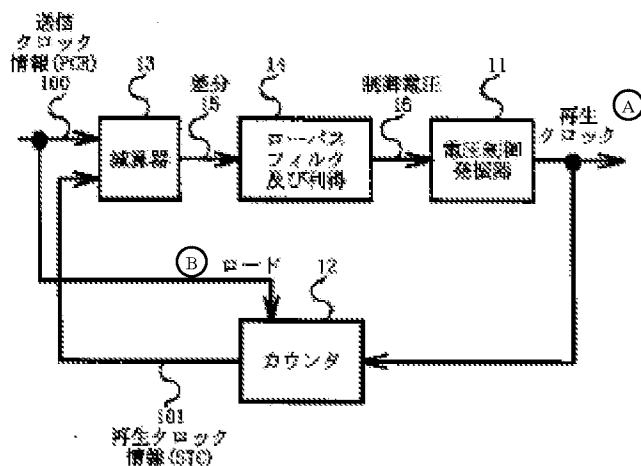 送信
クロック
情報(PCR)
100
13
差分
15
14
制御電圧
16
11
再生
クロック
A
減算器
ローパス
フィルタ
及び利得
電圧制御
発振器
B
ロード
12
カウンタ
101
再生クロック
情報(STC)